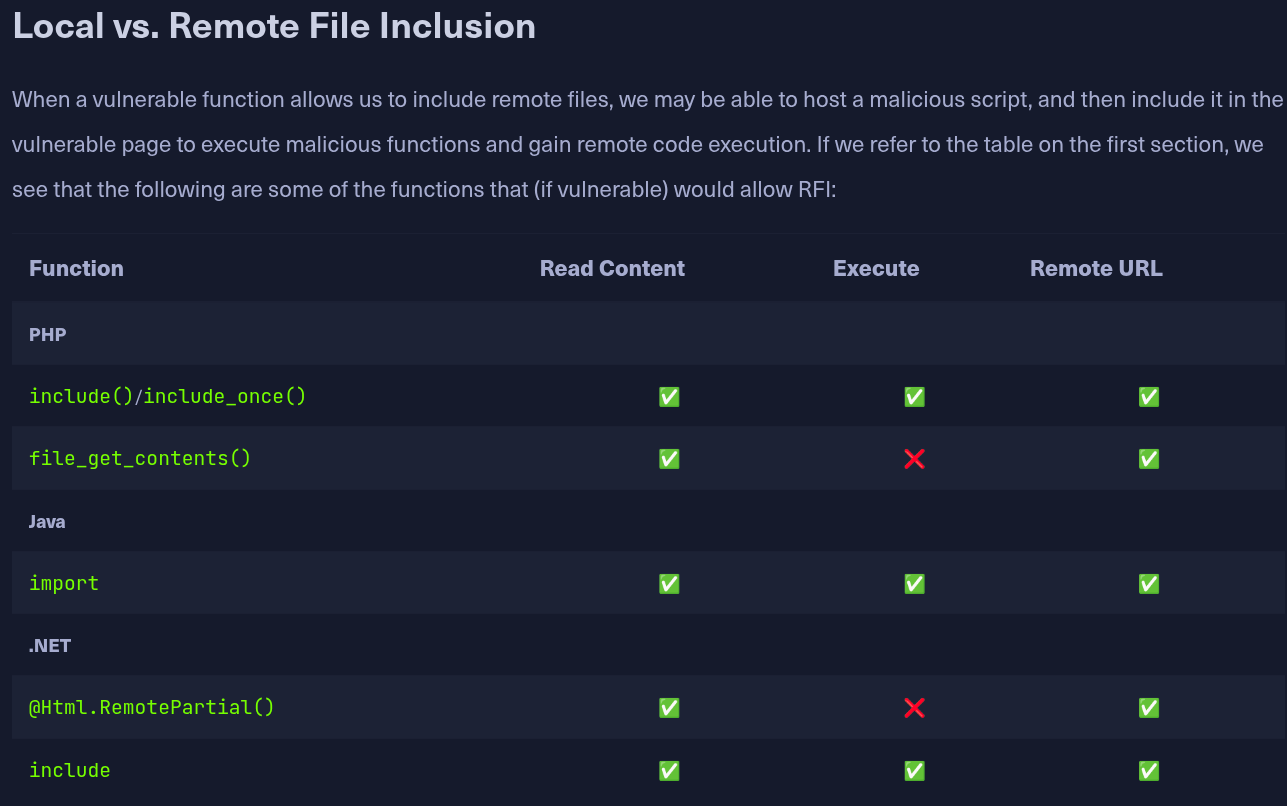 Local vs. Remote File Inclusion
When a vulnerable function allows us to include remote files, we may be able to host a malicious script, and then include it in the
vulnerable page to execute malicious functions and gain remote code execution. If we refer to the table on the first section, we
see that the following are some of the functions that (if vulnerable) would allow RFI:
Function Read Content Execute Remote URL
PHP
include()/include_once() ✅ ✅ ✅
file_get_contents() ✅ ❌ ✅
Java
import ✅ ✅ ✅
.NET
@Html.RemotePartial() ✅ ❌ ✅
include ✅ ✅ ✅